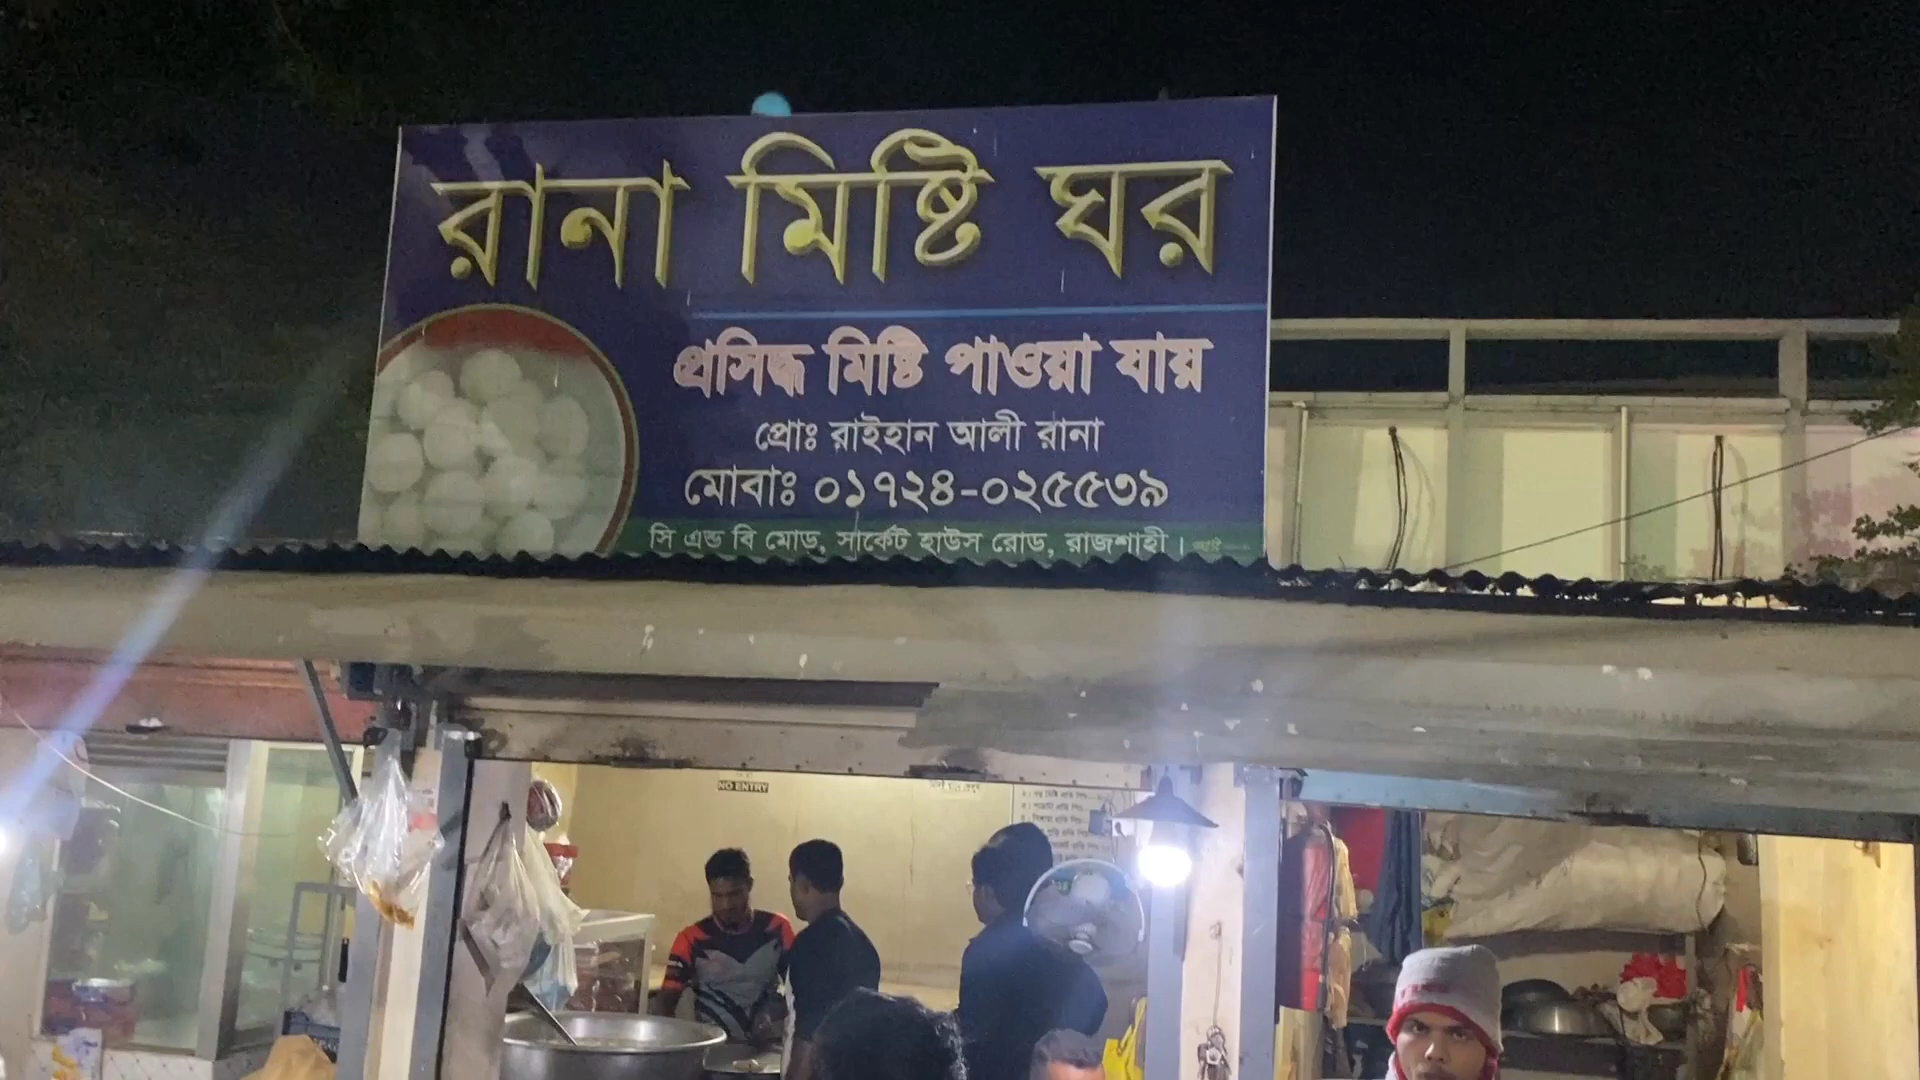 রানা মিষ্টি ঘর
প্রসিদ্ধ মিষ্টি পাওয়া যায়
প্রোঃ রাইহান আলী রানা
মোবাঃ ০১৭২৪-০২৫৫৩৯
সি এন্ড বি মোড়, সার্কেট হাউস রোড, রাজশাহী।
NO ENTRY